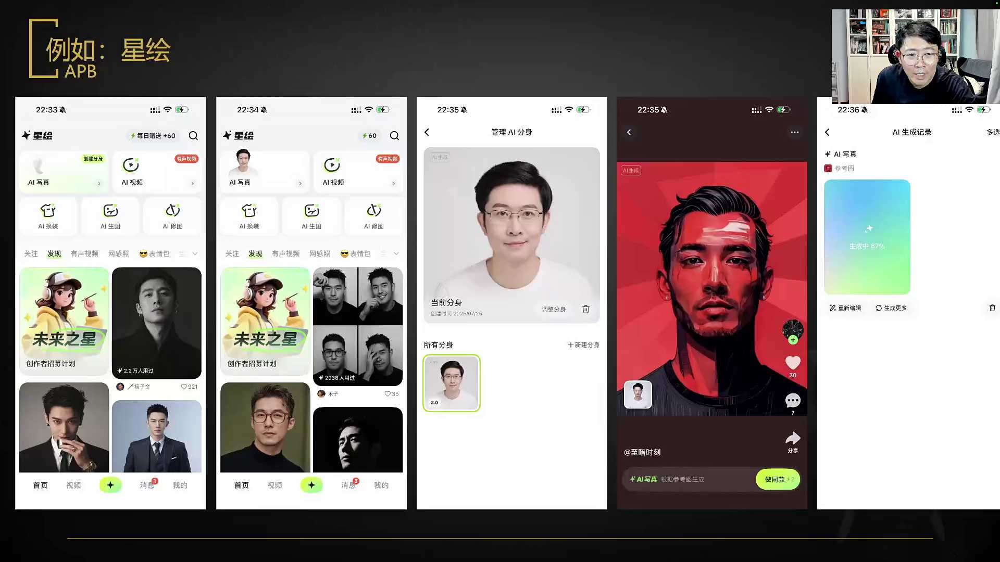 例如：星绘
APB
22:33
星绘
每日赠送 +60
创建分身
AI 写真
有声视频
AI 视频
AI 换装
AI 生图
AI 修图
关注
发现
有声视频
网感照
表情包
未来之星
创作者招募计划
2.2 万人用过
921
首页
视频
消息
1
我的
22:34
星绘
60
AI 写真
有声视频
AI 视频
AI 换装
AI 生图
AI 修图
关注
发现
有声视频
网感照
表情包
未来之星
创作者招募计划
2938 人用过
禾子
35
首页
视频
消息
3
我的
22:35
管理 AI 分身
AI 生成
当前分身
创建时间 2025/07/25
调整分身
所有分身
+新建分身
2.0
22:35
AI 生成
30
7
分享
@至暗时刻
AI写真 根据参考图生成
做同款 2
22:36
AI 生成记录
多选
AI 写真
参考图
生成中 87%
重新编辑
生成更多